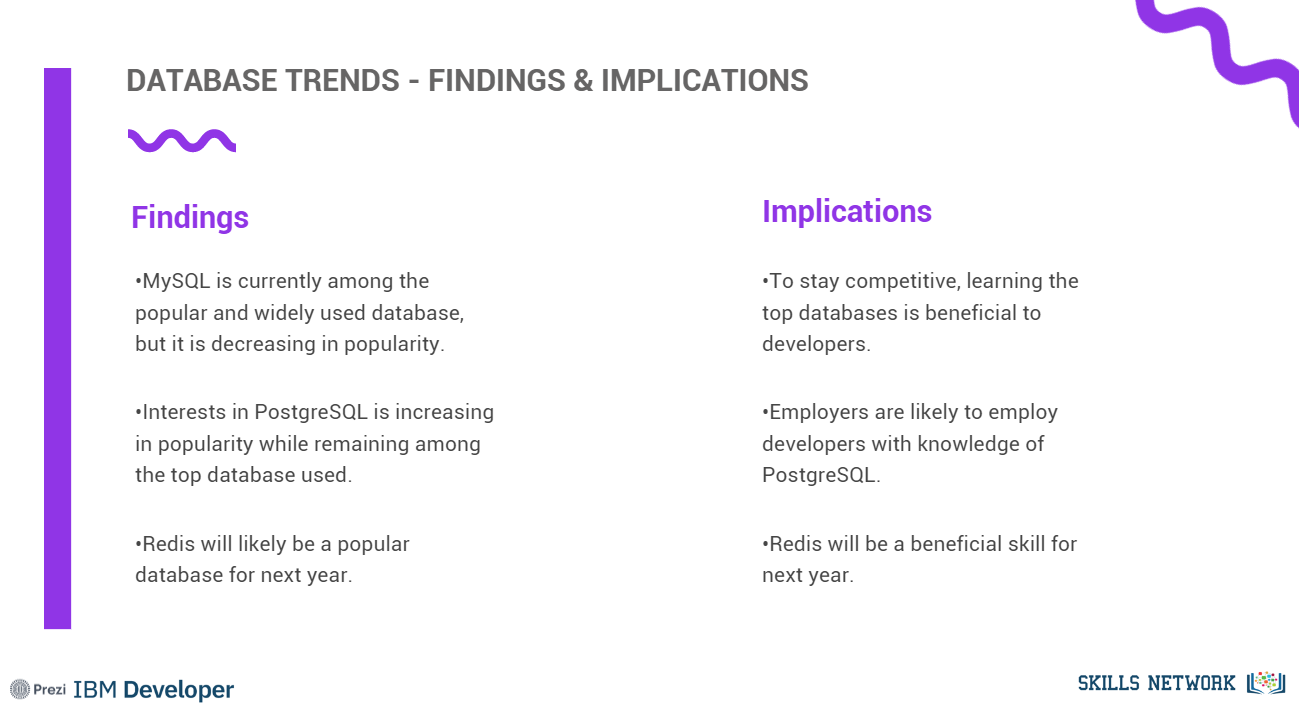 DATABASE TRENDS - FINDINGS & IMPLICATIONS
Findings
•MySQL is currently among the
popular and widely used database,
but it is decreasing in popularity.
•Interests in PostgreSQL is increasing
in popularity while remaining among
the top database used.
•Redis will likely be a popular
database for next year.
Implications
•To stay competitive, learning the
top databases is beneficial to
developers.
•Employers are likely to employ
developers with knowledge of
PostgreSQL.
•Redis will be a beneficial skill for
next year.
Prezi IBM Developer
SKILLS NETWORK